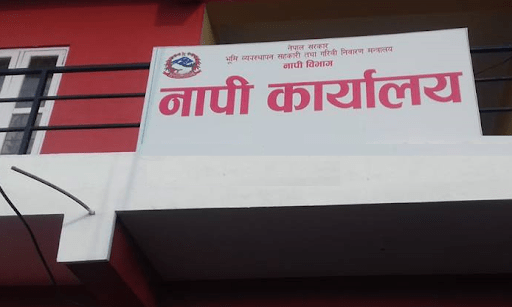 नेपाल सरकार
भूमि व्यवस्थापन सहकारी तथा गरिवी निवारण मन्त्रालय
नापी विभाग
नापी कार्यालय